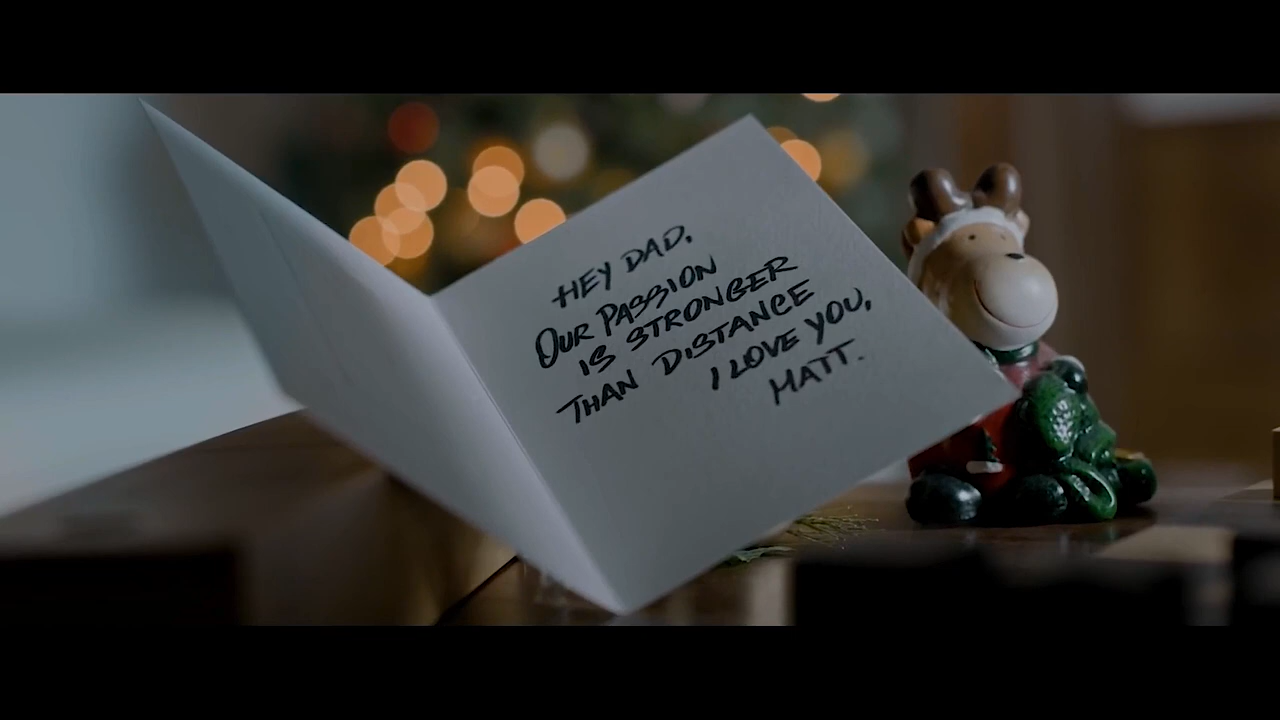 HEY DAD,
OUR PASSION
IS STRONGER
THAN DISTANCE
I LOVE YOU,
MATT.